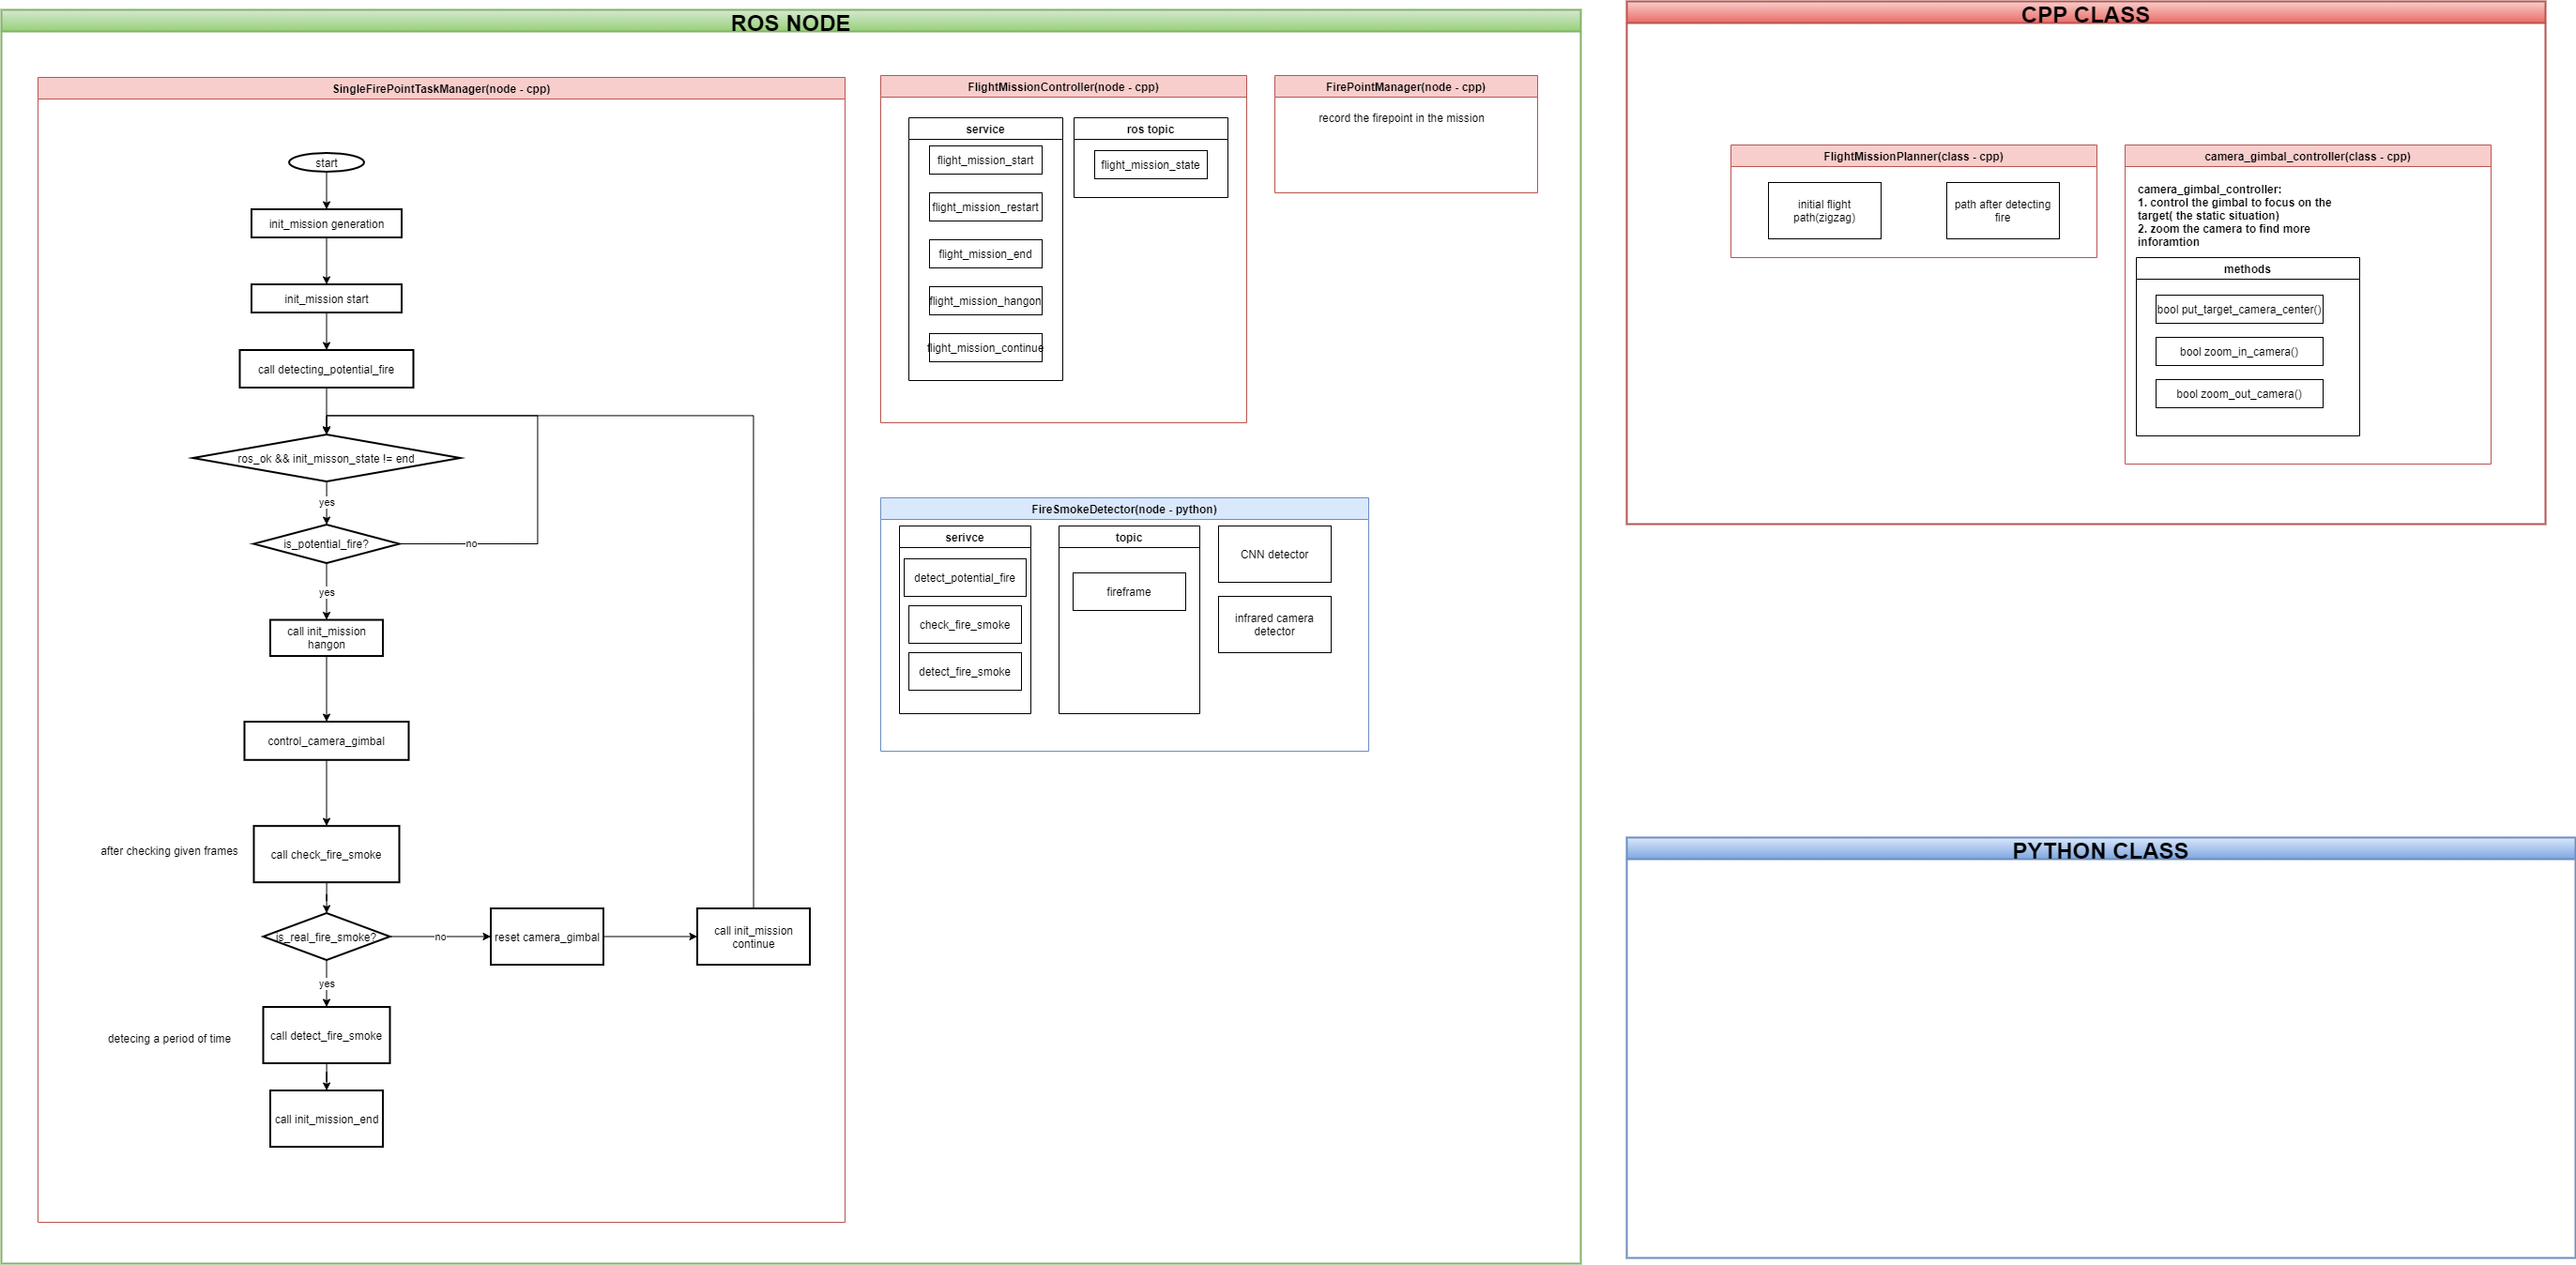 ROS NODE
SingleFirePointTaskManager(node - cpp)
start
init_mission generation
init_mission start
call detecting_potential_fire
ros_ok && init_misson_state != end
yes
is_potential_fire?
no
yes
call init_mission
hangon
control_camera_gimbal
after checking given frames
call check_fire_smoke
is_real_fire_smoke?
no
reset camera_gimbal
call init_mission
continue
yes
detecing a period of time
call detect_fire_smoke
call init_mission_end
FlightMissionController(node - cpp)
service
flight_mission_start
flight_mission_restart
flight_mission_end
flight_mission_hangon
flight_mission_continue
ros topic
flight_mission_state
FirePointManager(node - cpp)
record the firepoint in the mission
FireSmokeDetector(node - python)
serivce
detect_potential_fire
check_fire_smoke
detect_fire_smoke
topic
fireframe
CNN detector
infrared camera
detector
CPP CLASS
FlightMissionPlanner(class - cpp)
initial flight
path(zigzag)
path after detecting
fire
camera_gimbal_controller(class - cpp)
camera_gimbal_controller:
1. control the gimbal to focus on the
target( the static situation)
2. zoom the camera to find more
inforamtion
methods
bool put_target_camera_center()
bool zoom_in_camera()
bool zoom_out_camera()
PYTHON CLASS